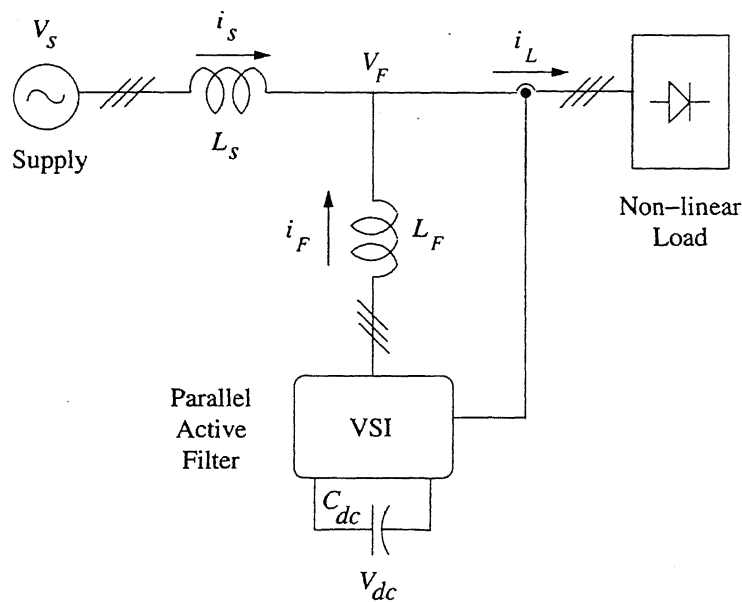 V_s
i_s
V_F
i_L
L_s
Supply
Non–linear
Load
i_F
L_F
Parallel
Active
Filter
VSI
C_dc
V_dc